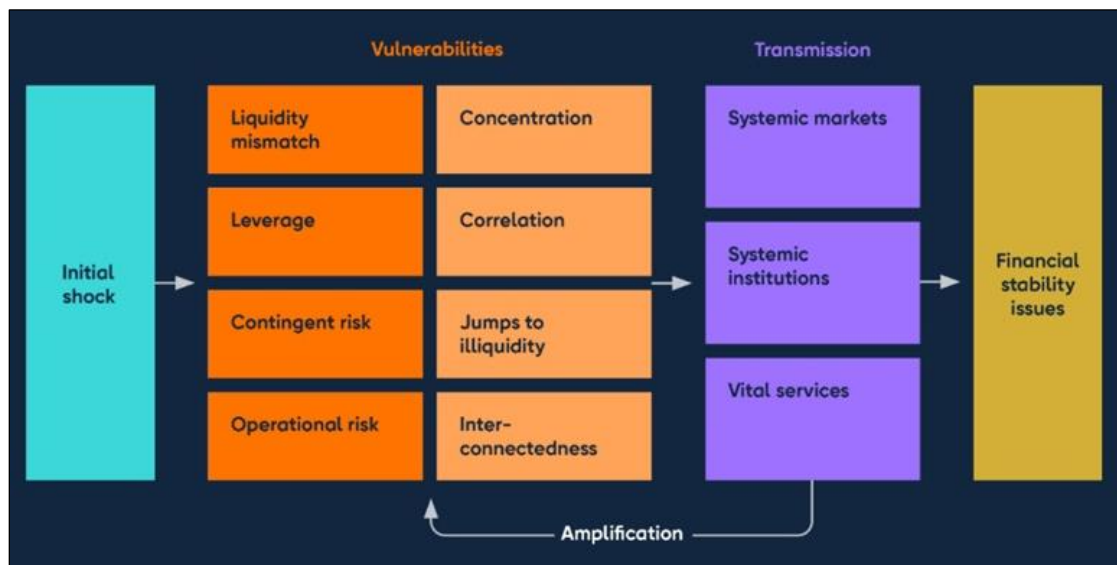 Vulnerabilities
Transmission
Initial
shock
Liquidity
mismatch
Concentration
Leverage
Correlation
Contingent risk
Jumps to
illiquidity
Operational risk
Inter-
connectedness
Systemic markets
Systemic
institutions
Vital services
Financial
stability
issues
Amplification